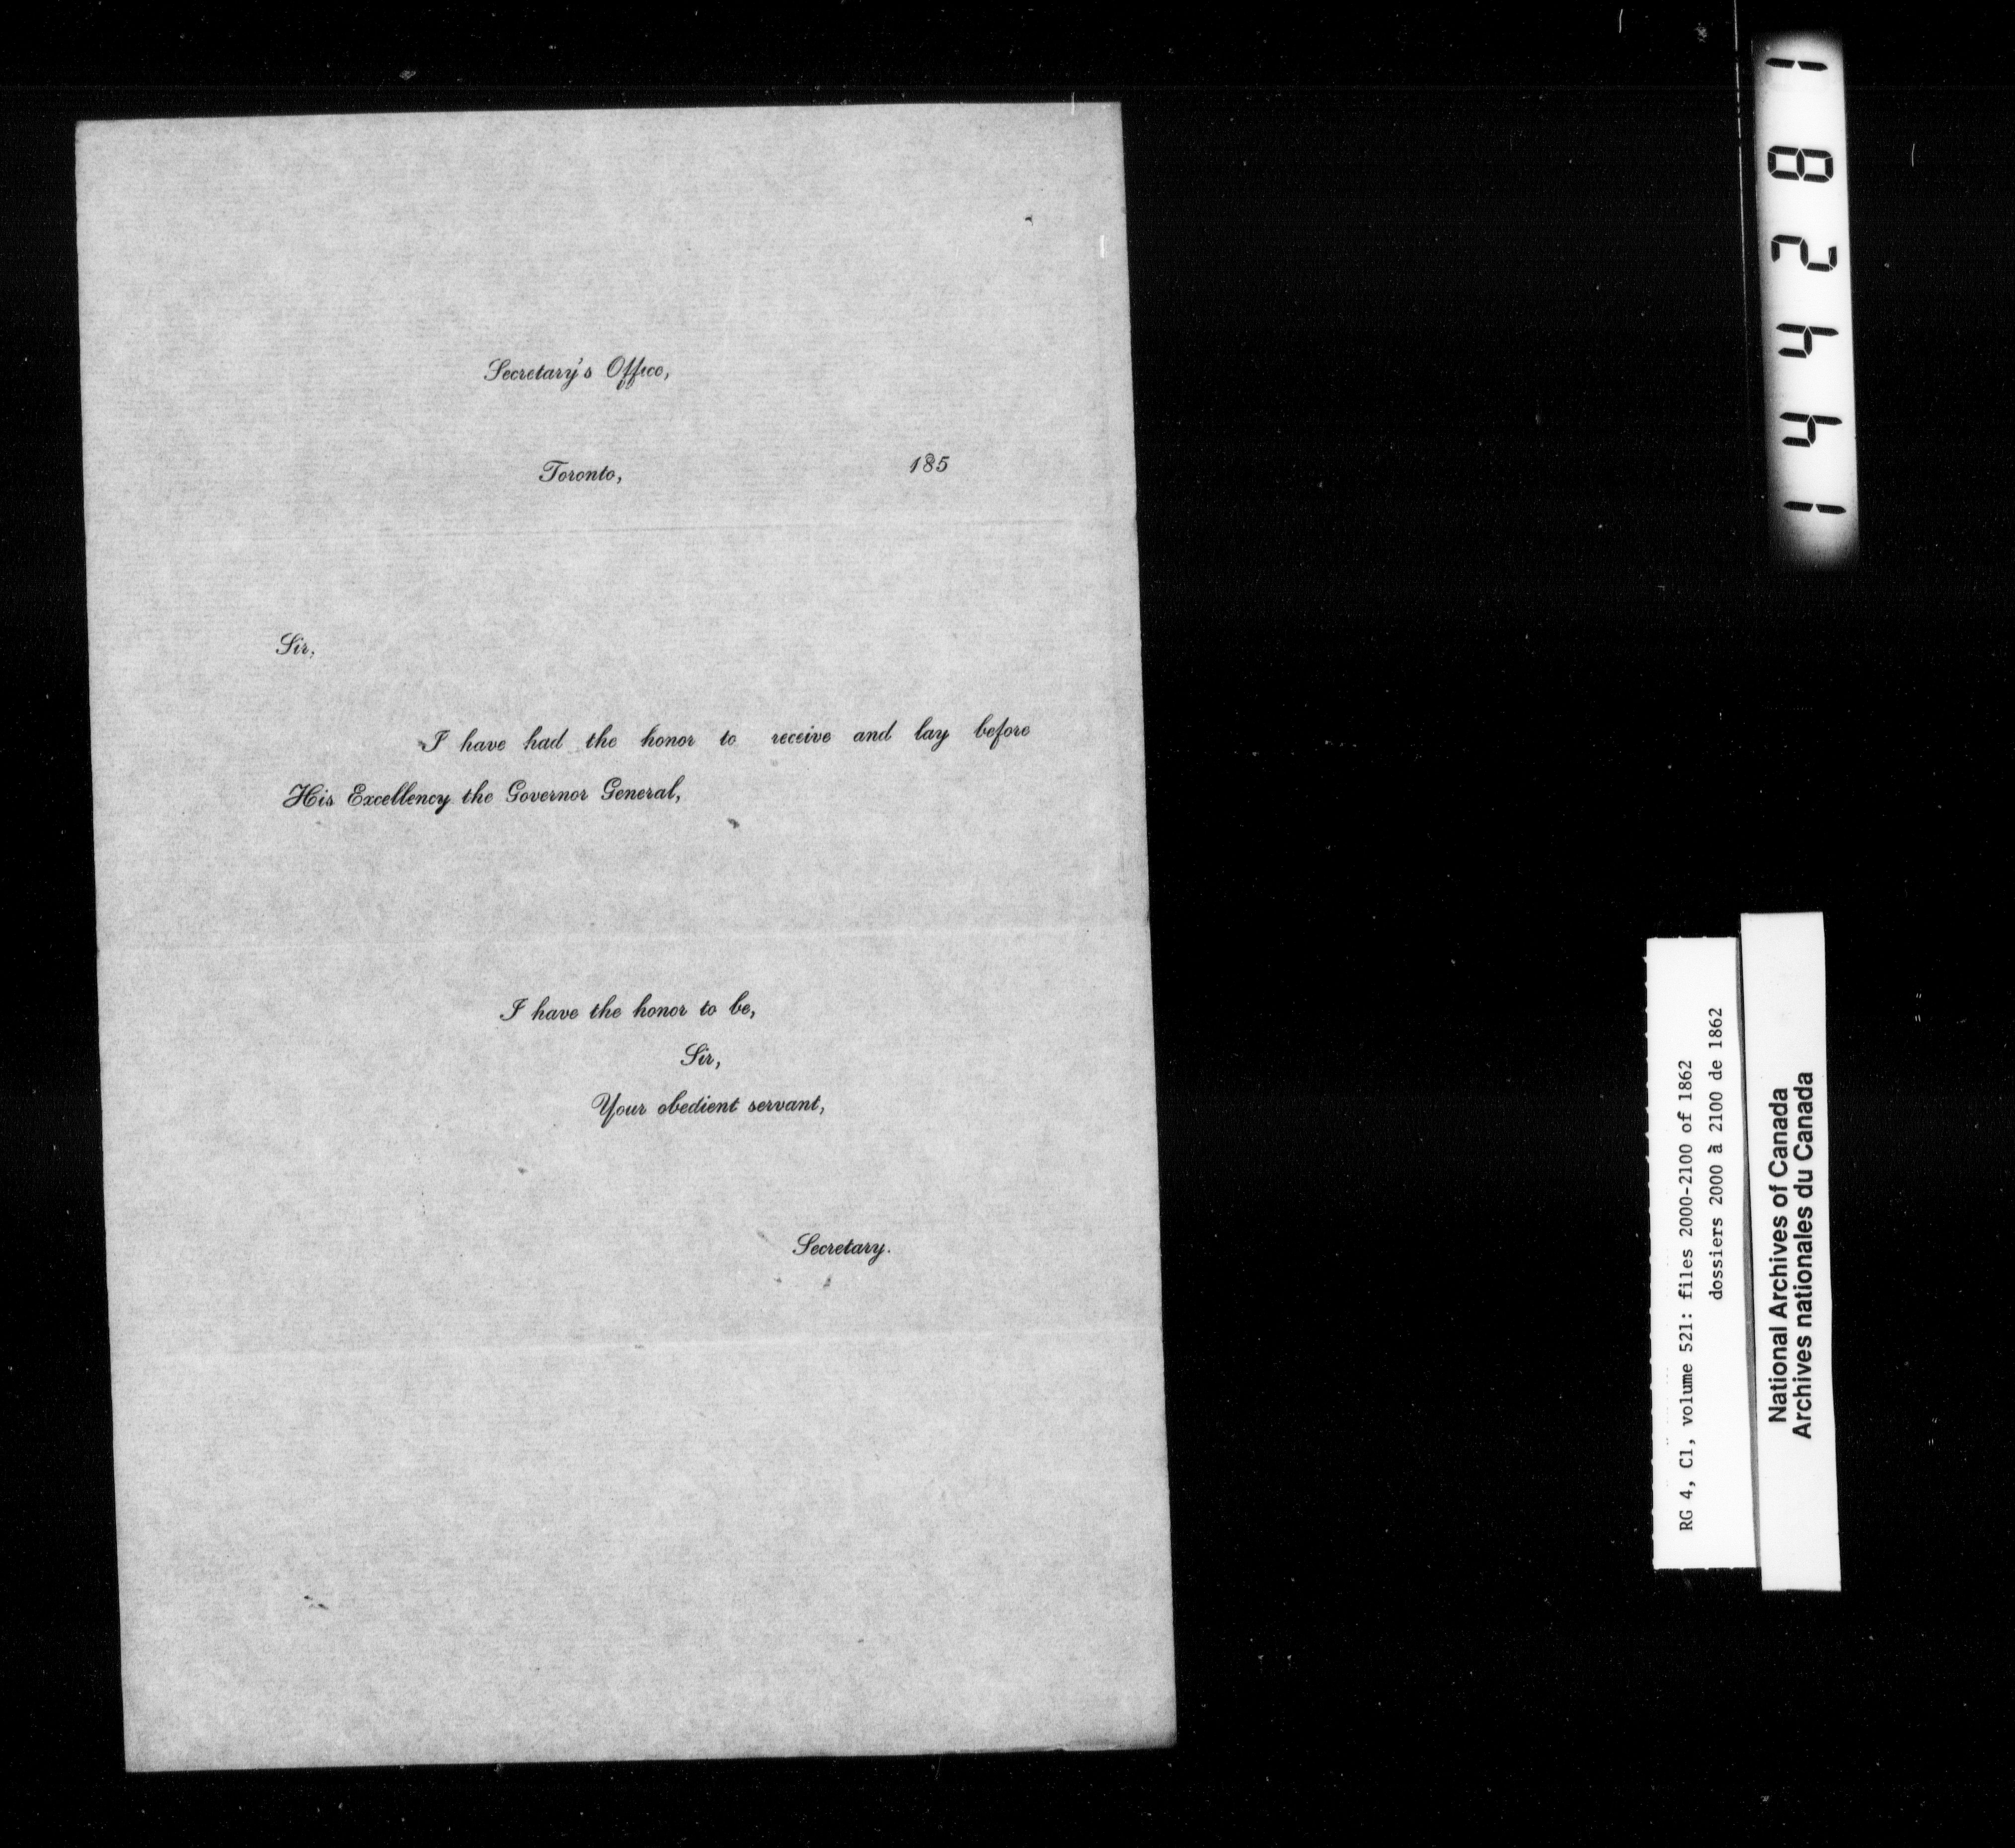 Secretary's Office,
Toronto, 185
Sir,
I have had the honor to receive and lay before
His Excellency the Governor General,
I have the honor to be,
Sir,
Your obedient servant,
Secretary.
182441
RG 4, C1, volume 521: files 2000-2100 of 1862
dossiers 2000 à 2100 de 1862
National Archives of Canada
Archives nationales du Canada